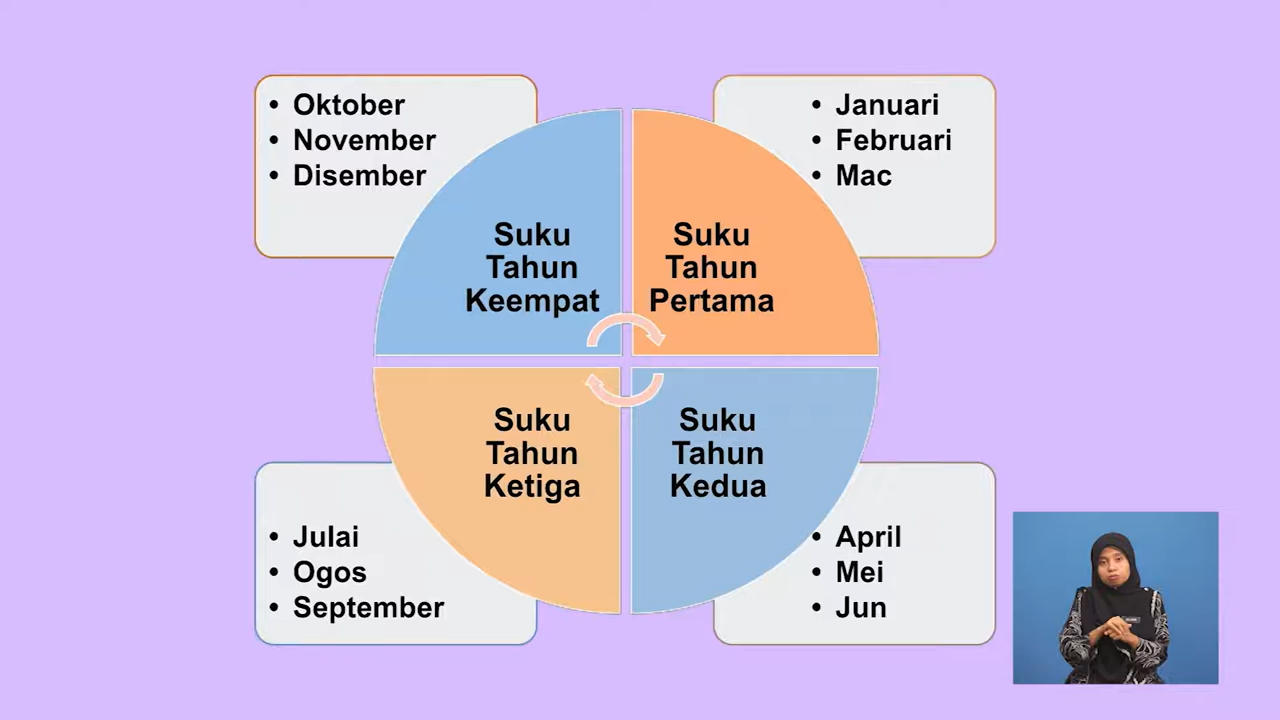 • Oktober
• November
• Disember
• Januari
• Februari
• Mac
Suku
Tahun
Keempat
Suku
Tahun
Pertama
Suku
Tahun
Ketiga
Suku
Tahun
Kedua
• Julai
• Ogos
• September
• April
• Mei
• Jun